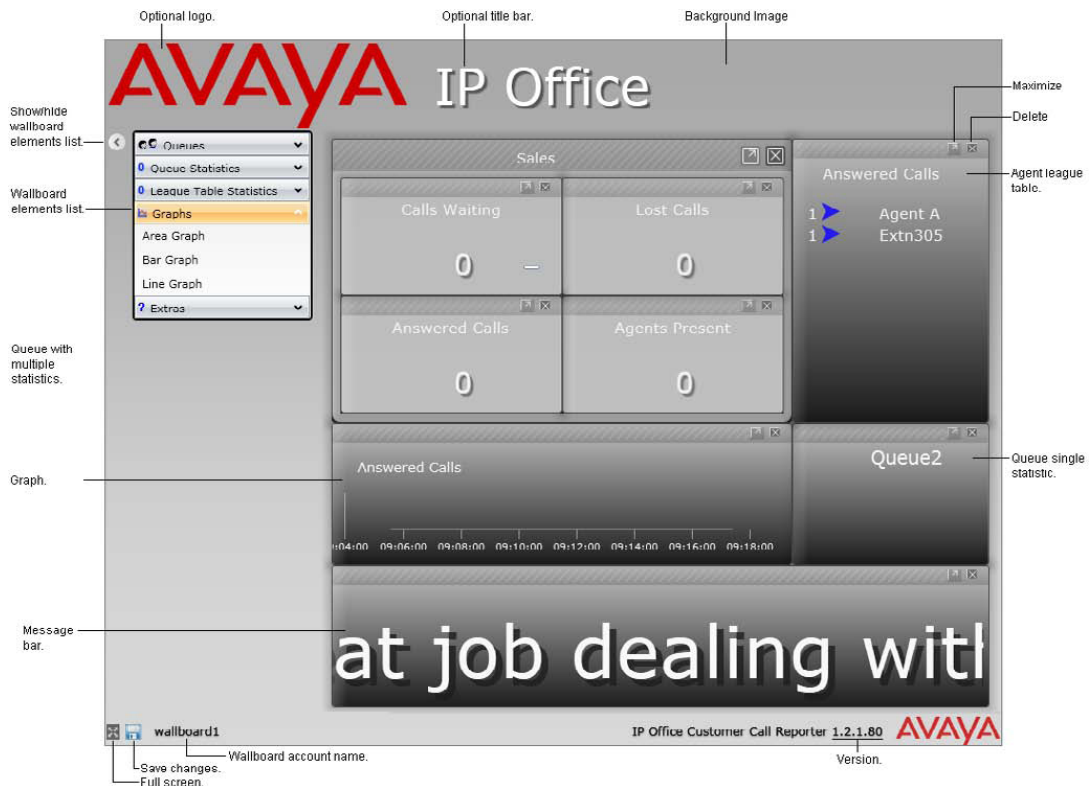 Optional logo.
Optional title bar.
Background Image
AVAYA
IP Office
Maximize
Delete
Show/hide
wallboard
elements list.
Queues
Queue Statistics
League Table Statistics
Graphs
Area Graph
Bar Graph
Line Graph
Extras
Wallboard
elements list.
Sales
Calls Waiting
0
Lost Calls
0
Answered Calls
0
Agents Present
0
Answered Calls
1 Agent A
1 Extn305
Agent league
table.
Queue with
multiple
statistics.
Graph.
Answered Calls
:04:00 09:06:00 09:08:00 09:10:00 09:12:00 09:14:00 09:16:00 09:18:00
Queue2
Queue single
statistic.
Message
bar.
at job dealing with
wallboard1
IP Office Customer Call Reporter 1.2.1.80
AVAYA
Wallboard account name.
Version.
Save changes.
Full screen.